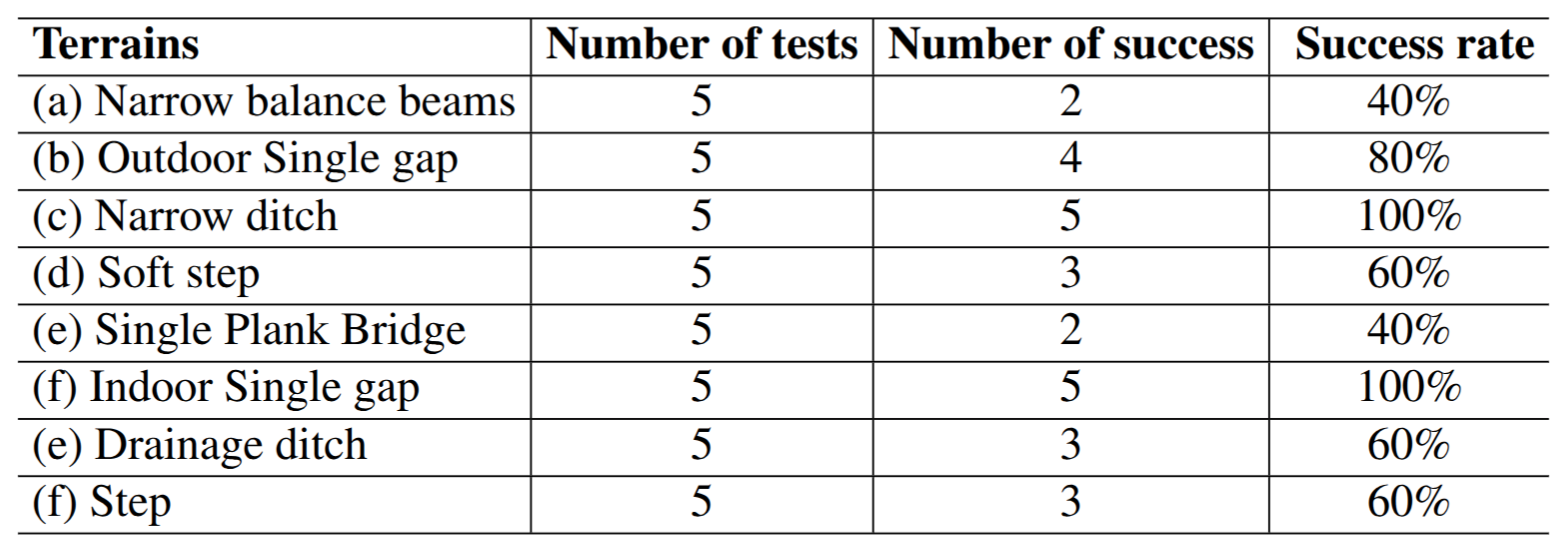 Terrains Number of tests Number of success Success rate
(a) Narrow balance beams 5 2 40%
(b) Outdoor Single gap 5 4 80%
(c) Narrow ditch 5 5 100%
(d) Soft step 5 3 60%
(e) Single Plank Bridge 5 2 40%
(f) Indoor Single gap 5 5 100%
(e) Drainage ditch 5 3 60%
(f) Step 5 3 60%